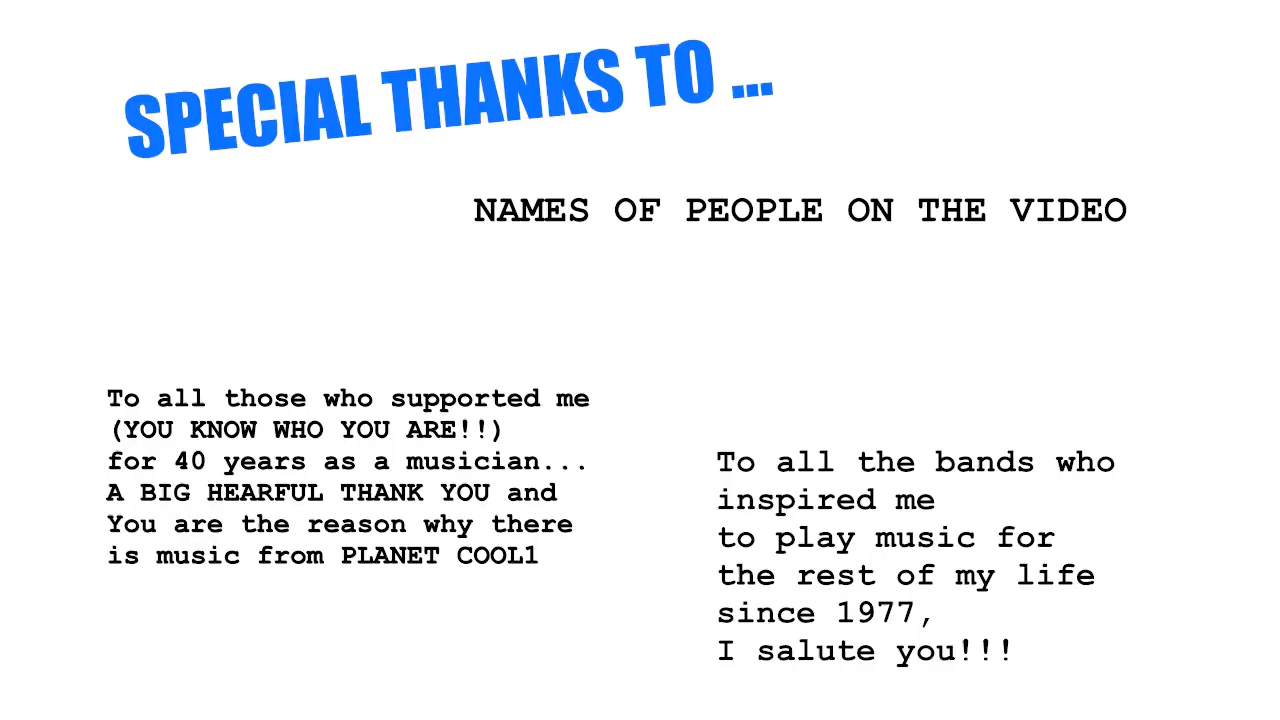 SPECIAL THANKS TO ...
NAMES OF PEOPLE ON THE VIDEO
To all those who supported me
(YOU KNOW WHO YOU ARE!!)
for 40 years as a musician...
A BIG HEARFUL THANK YOU and
You are the reason why there
is music from PLANET COOL1
To all the bands who
inspired me
to play music for
the rest of my life
since 1977,
I salute you!!!